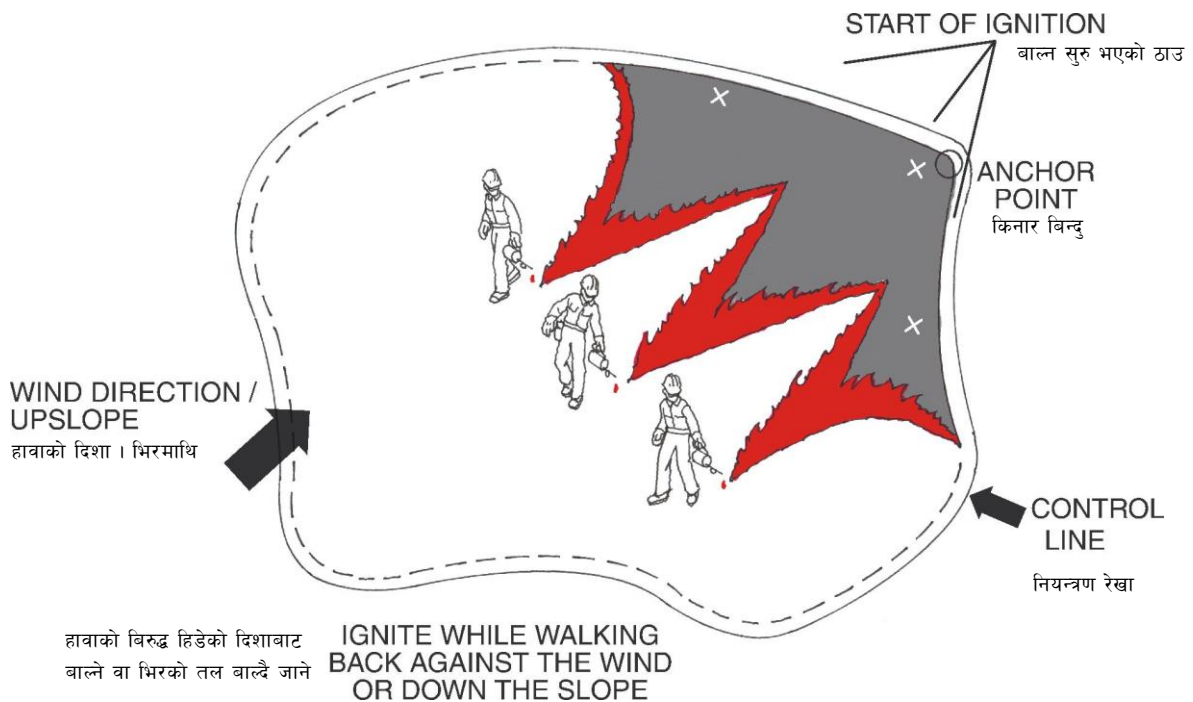 START OF IGNITION
बाल्न सुरु भएको ठाउ
ANCHOR
POINT
किनार बिन्दु
WIND DIRECTION /
UPSLOPE
हावाको दिशा । भिरमाथि
CONTROL
LINE
नियन्त्रण रेखा
हावाको बिरुद्ध हिडेको दिशाबाट
बाल्ने वा भिरको तल बाल्दै जाने
IGNITE WHILE WALKING
BACK AGAINST THE WIND
OR DOWN THE SLOPE